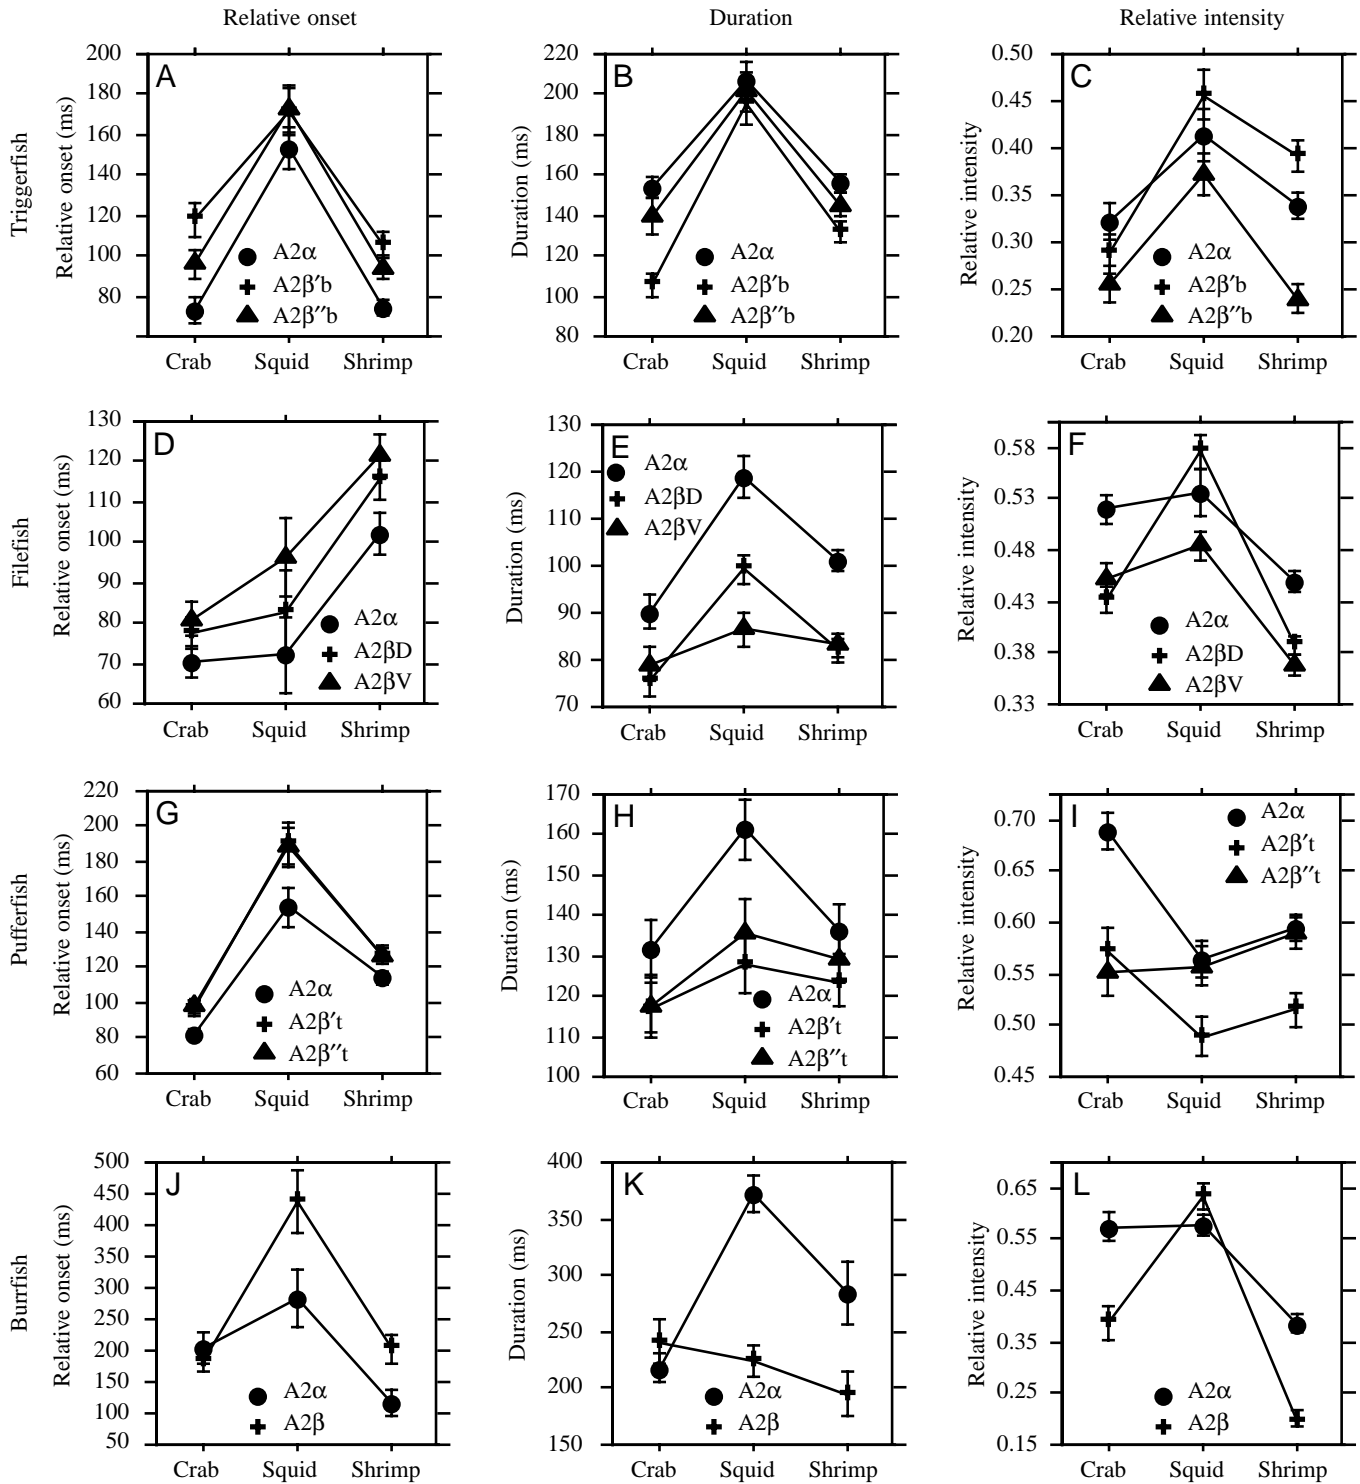 Relative onset
Duration
Relative intensity
Triggerfish
Relative onset (ms)
200
180
160
140
120
100
80
A
A2α
A2β′b
A2β″b
Crab
Squid
Shrimp
Duration (ms)
220
200
180
160
140
120
100
80
B
A2α
A2β′b
A2β″b
Crab
Squid
Shrimp
Relative intensity
0.50
0.45
0.40
0.35
0.30
0.25
0.20
C
A2α
A2β′b
A2β″b
Crab
Squid
Shrimp
Filefish
Relative onset (ms)
130
120
110
100
90
80
70
60
D
A2α
A2βD
A2βV
Crab
Squid
Shrimp
Duration (ms)
130
120
110
100
90
80
70
E
A2α
A2βD
A2βV
Crab
Squid
Shrimp
Relative intensity
0.58
0.53
0.48
0.43
0.38
0.33
F
A2α
A2βD
A2βV
Crab
Squid
Shrimp
Pufferfish
Relative onset (ms)
220
200
180
160
140
120
100
80
60
G
A2α
A2β′t
A2β″t
Crab
Squid
Shrimp
Duration (ms)
170
160
150
140
130
120
110
100
H
A2α
A2β′t
A2β″t
Crab
Squid
Shrimp
Relative intensity
0.70
0.65
0.60
0.55
0.50
0.45
I
A2α
A2β′t
A2β″t
Crab
Squid
Shrimp
Burrfish
Relative onset (ms)
500
450
400
350
300
250
200
150
100
50
J
A2α
A2β
Crab
Squid
Shrimp
Duration (ms)
400
350
300
250
200
150
K
A2α
A2β
Crab
Squid
Shrimp
Relative intensity
0.65
0.55
0.45
0.35
0.25
0.15
L
A2α
A2β
Crab
Squid
Shrimp